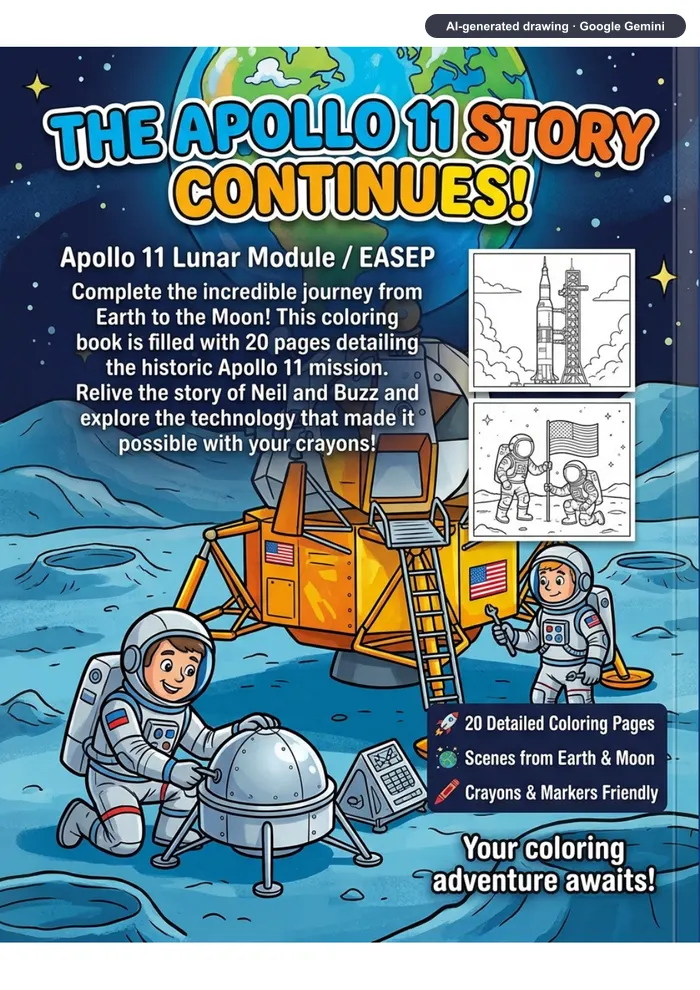 AI-generated drawing · Google Gemini
THE APOLLO 11 STORY
CONTINUES!
Apollo 11 Lunar Module / EASEP
Complete the incredible journey from
Earth to the Moon! This coloring
book is filled with 20 pages detailing
the historic Apollo 11 mission.
Relive the story of Neil and Buzz and
explore the technology that made it
possible with your crayons!
20 Detailed Coloring Pages
Scenes from Earth & Moon
Crayons & Markers Friendly
Your coloring
adventure awaits!